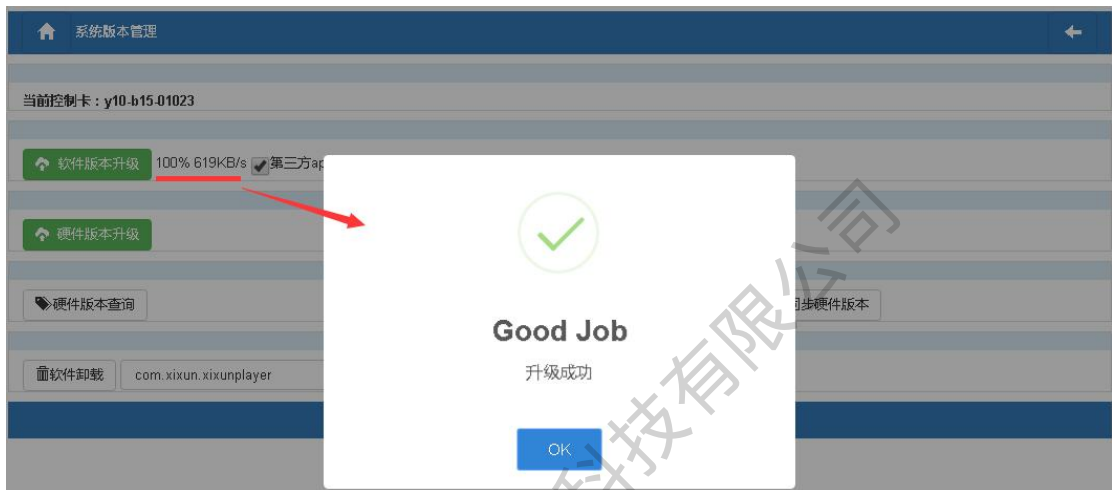 系统版本管理
当前控制卡：y10-b15-01023
软件版本升级 100% 619KB/s 第三方ap
硬件版本升级
硬件版本查询
同步硬件版本
Good Job
升级成功
软件卸载 com.xixun.xixunplayer
OK
科技有限公司